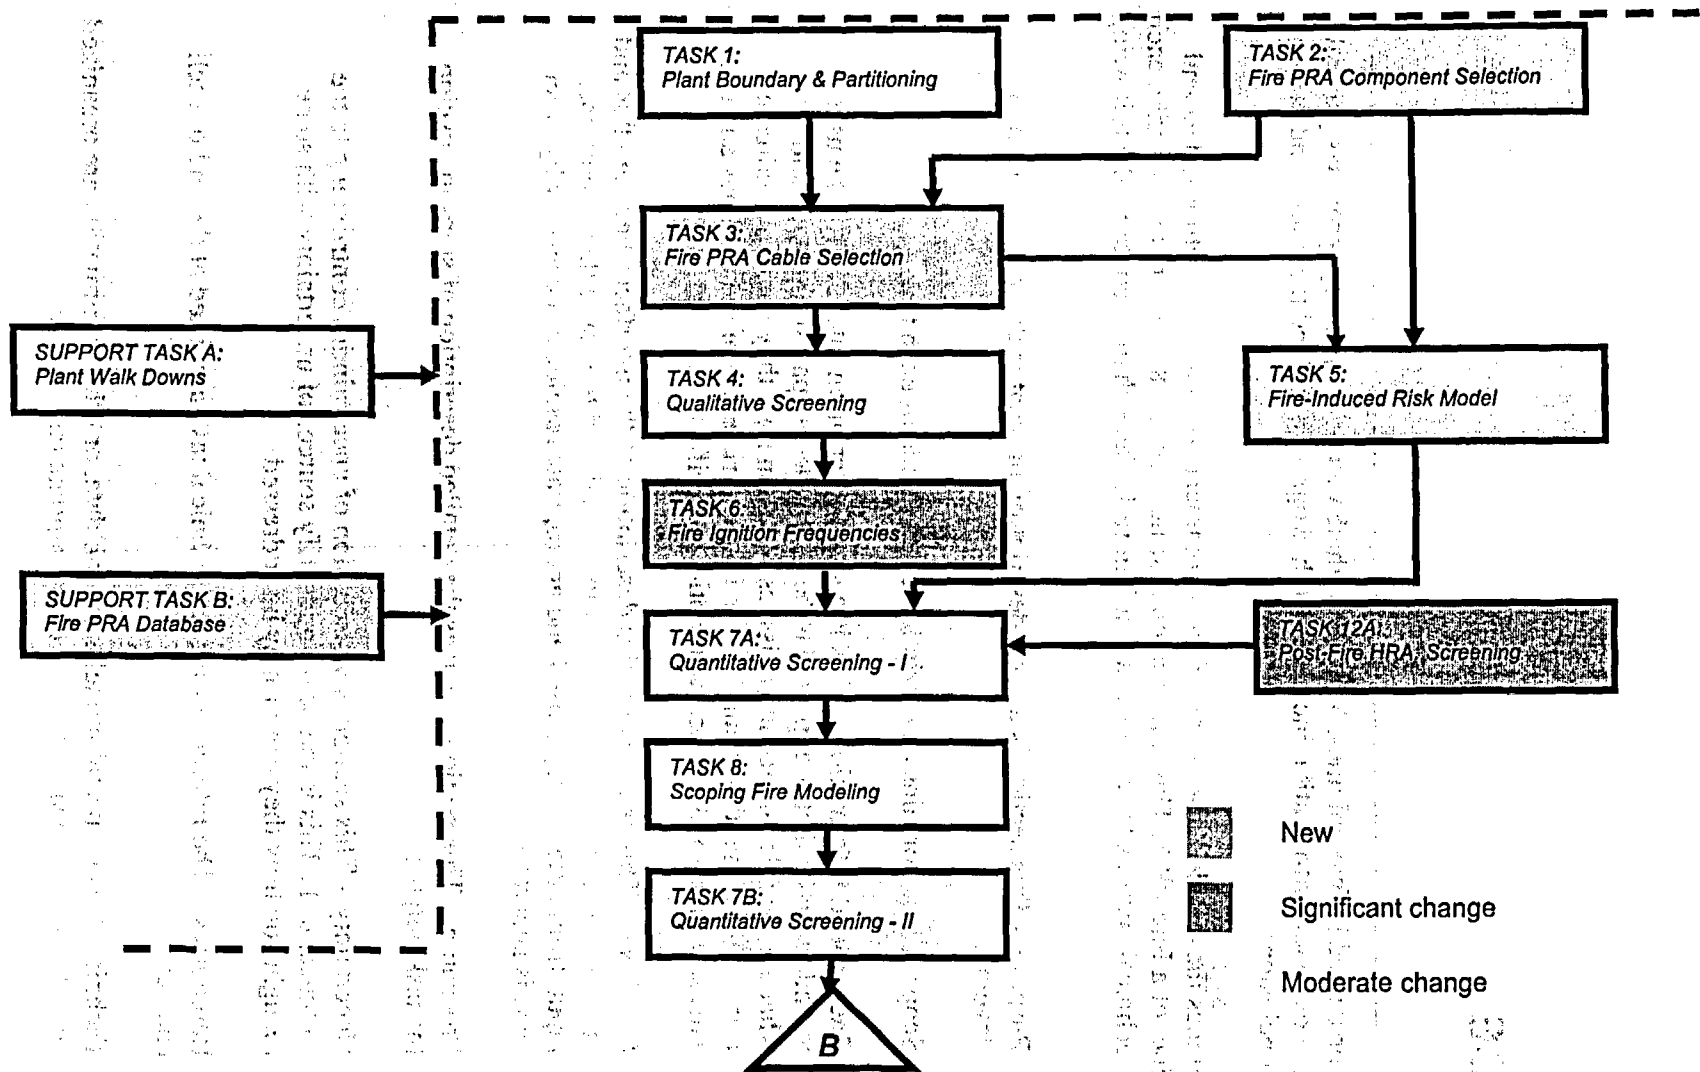 TASK 1:
Plant Boundary & Partitioning
TASK 2:
Fire PRA Component Selection
TASK 3:
Fire PRA Cable Selection
SUPPORT TASK A:
Plant Walk Downs
TASK 4:
Qualitative Screening
TASK 5:
Fire-Induced Risk Model
TASK 6:
Fire Ignition Frequencies
SUPPORT TASK B:
Fire PRA Database
TASK 7A:
Quantitative Screening - I
TASK 12A:
Post-Fire HRA: Screening
TASK 8:
Scoping Fire Modeling
TASK 7B:
Quantitative Screening - II
New
Significant change
Moderate change
B